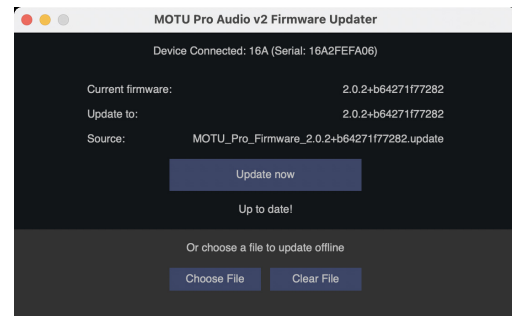 MOTU Pro Audio v2 Firmware Updater
Device Connected: 16A (Serial: 16A2FEFA06)
Current firmware: 2.0.2+b64271f77282
Update to: 2.0.2+b64271f77282
Source: MOTU_Pro_Firmware_2.0.2+b64271f77282.update
Update now
Up to date!
Or choose a file to update offline
Choose File Clear File